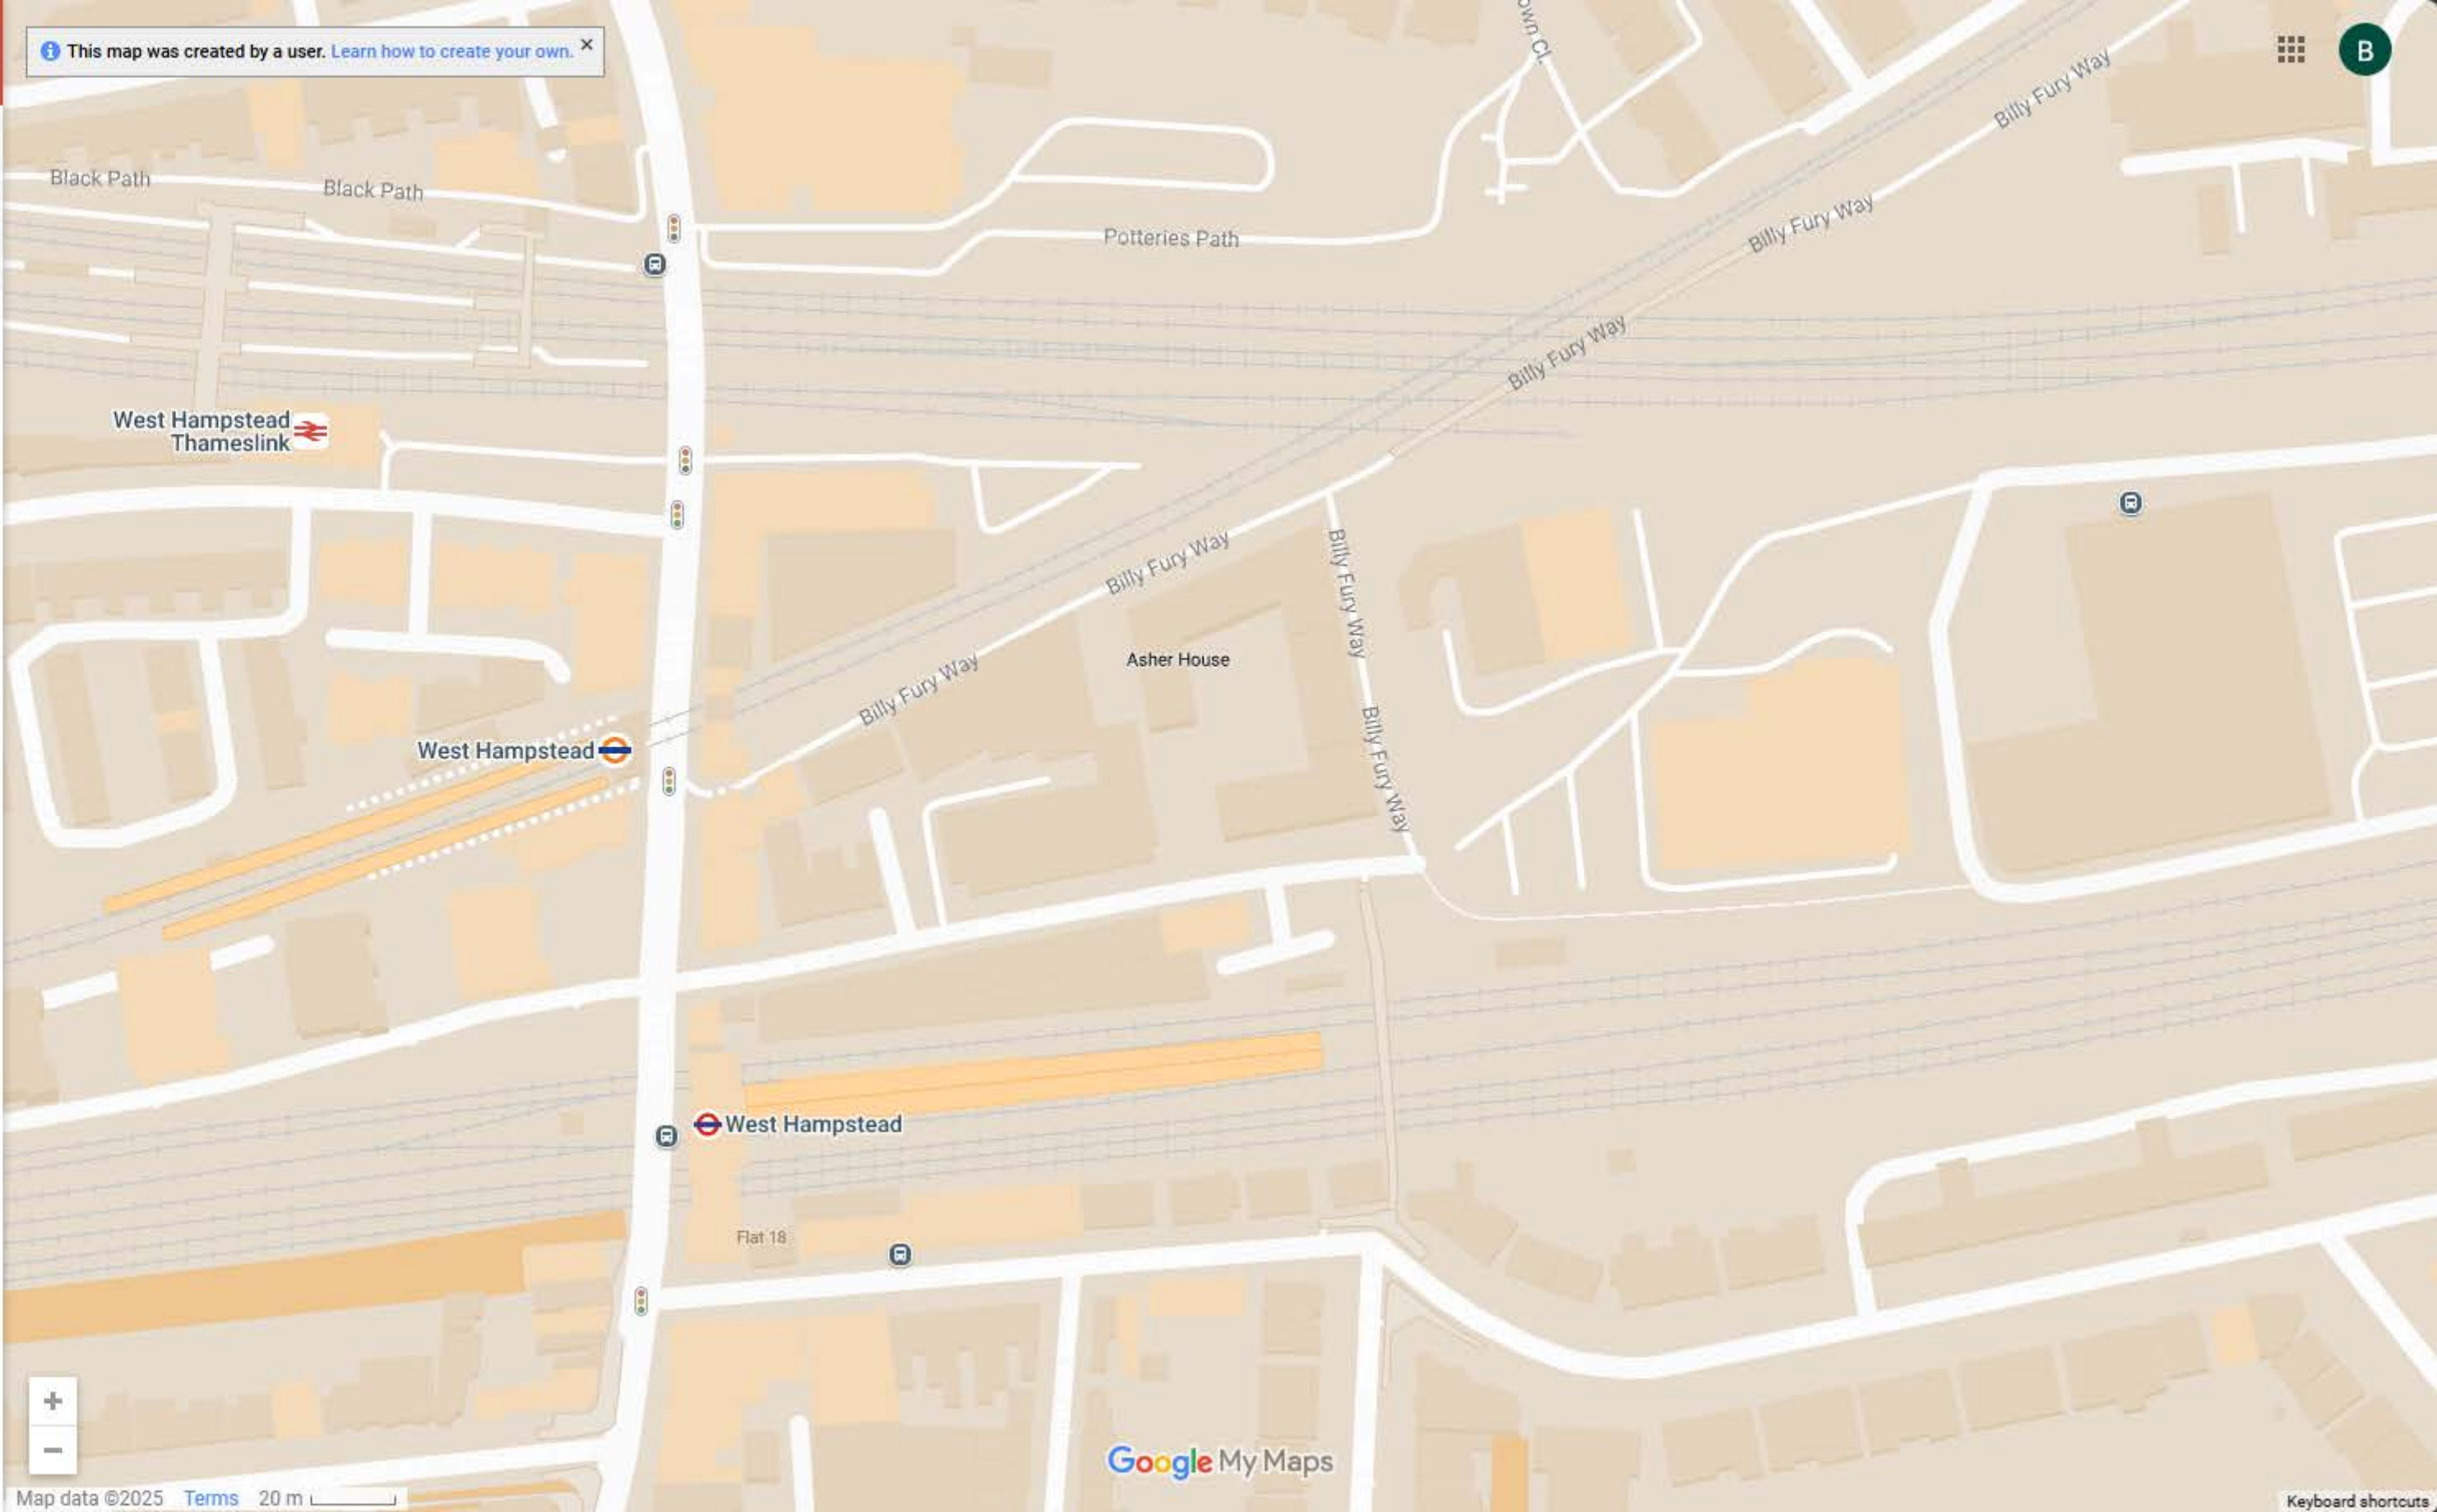 This map was created by a user. Learn how to create your own.
B
own Cl.
Billy Fury Way
Black Path
Black Path
Potteries Path
Billy Fury Way
Billy Fury Way
West Hampstead
Thameslink
Billy Fury Way
Billy Fury Way
Asher House
Billy Fury Way
West Hampstead
Billy Fury Way
West Hampstead
Flat 18
Google My Maps
Map data ©2025 Terms 20 m
Keyboard shortcuts